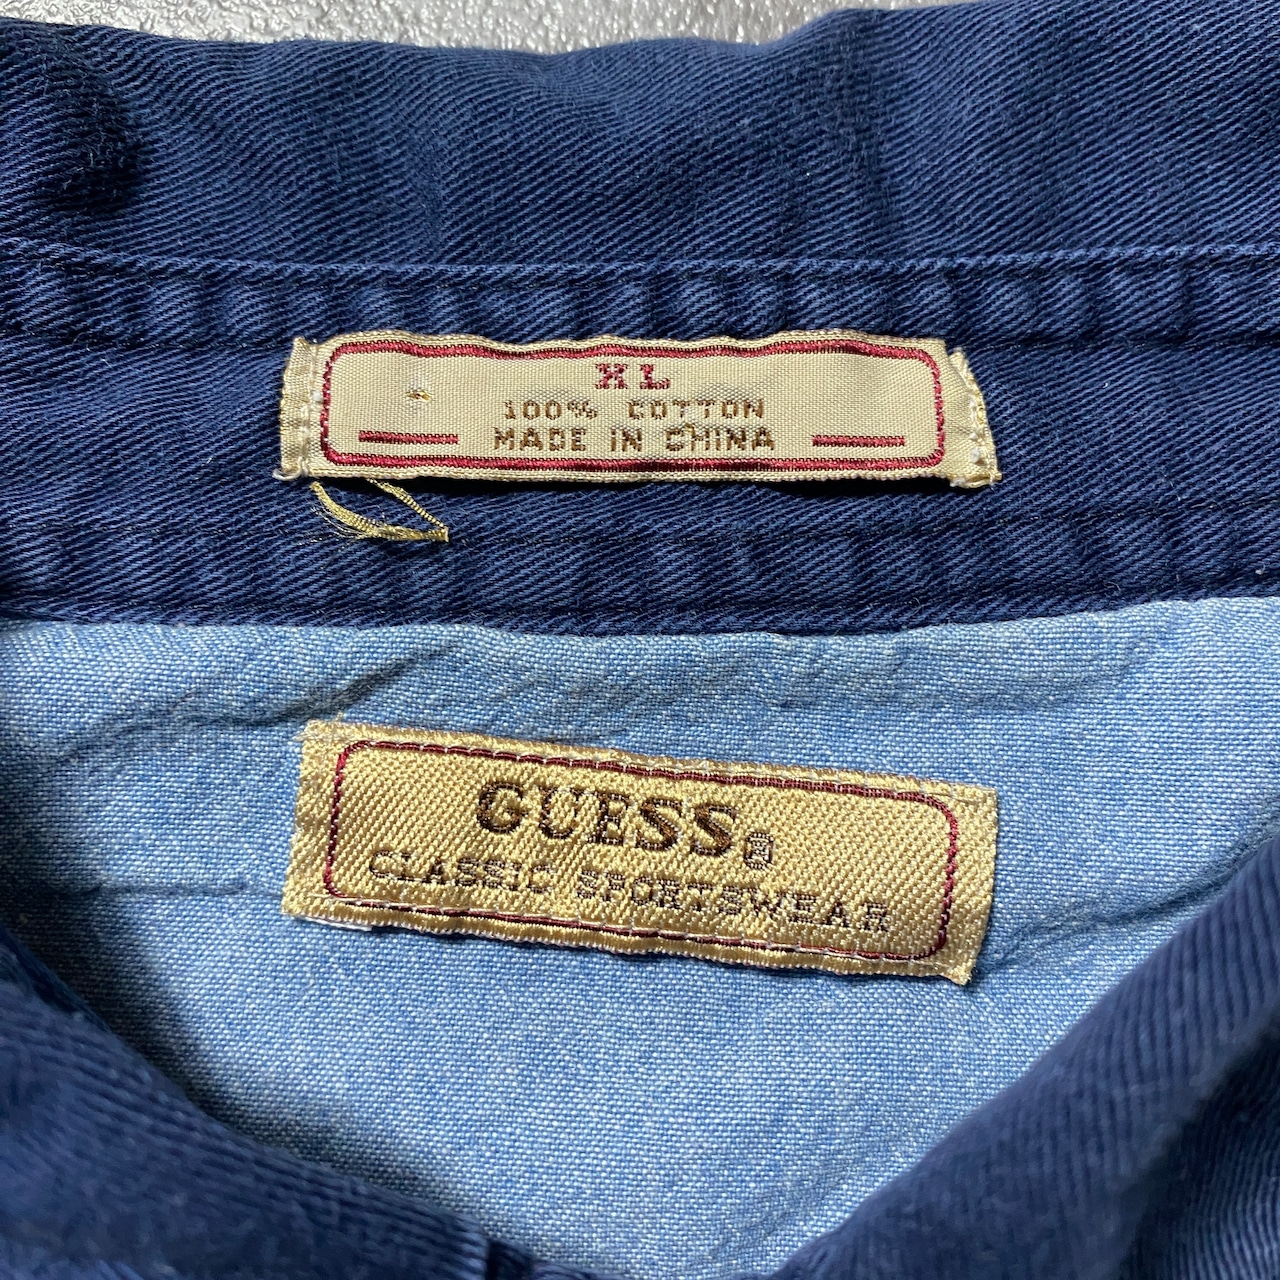 XL
100% COTTON
MADE IN CHINA
GUESS
CLASSIC SPORTSWEAR